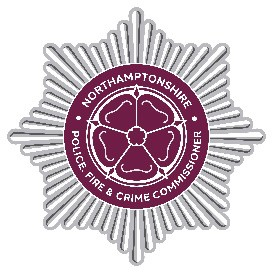 NORTHAMPTONSHIRE
POLICE, FIRE & CRIME COMMISSIONER